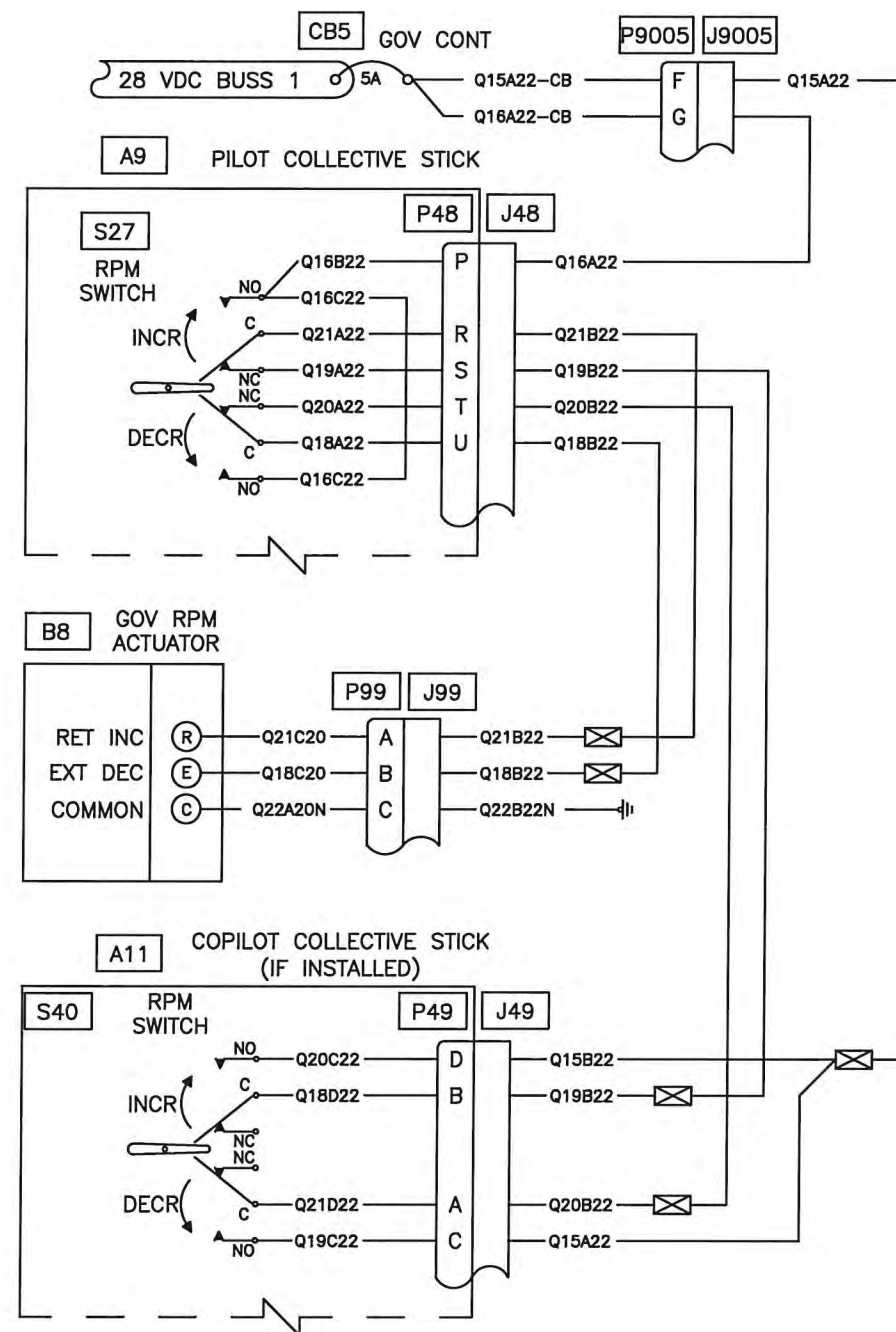 CB5 GOV CONT
P9005 J9005
28 VDC BUSS 1 5A Q15A22-CB F Q15A22
Q16A22-CB G
A9 PILOT COLLECTIVE STICK
P48 J48
S27
RPM
SWITCH
Q16B22 P Q16A22
NO Q16C22
INCR C Q21A22 R Q21B22
NC Q19A22 S Q19B22
NC Q20A22 T Q20B22
DECR C Q18A22 U Q18B22
NO Q16C22
B8 GOV RPM
ACTUATOR
P99 J99
RET INC R Q21C20 A Q21B22
EXT DEC E Q18C20 B Q18B22
COMMON C Q22A20N C Q22B22N
A11 COPILOT COLLECTIVE STICK
(IF INSTALLED)
S40 RPM
SWITCH
P49 J49
NO Q20C22 D Q15B22
INCR C Q18D22 B Q19B22
NC
NC
DECR C Q21D22 A Q20B22
NO Q19C22 C Q15A22